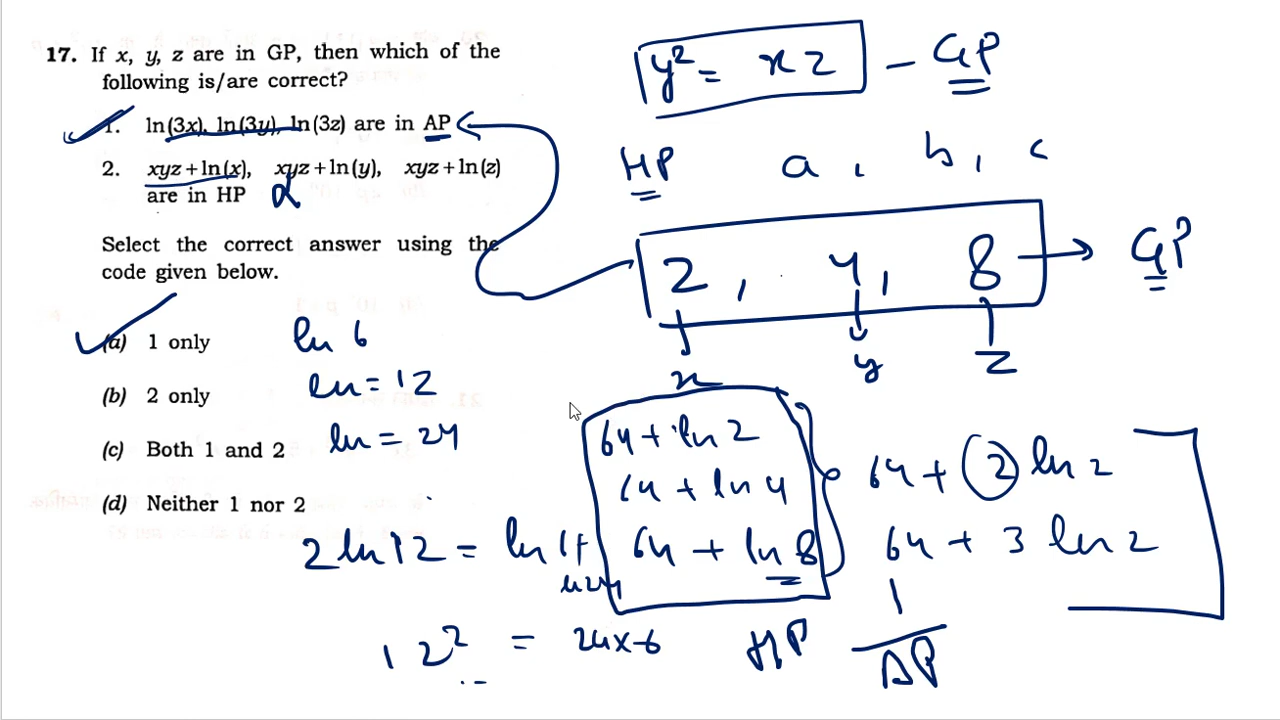 17. If x, y, z are in GP, then which of the
following is/are correct?
1. ln(3x), ln(3y), ln(3z) are in AP
2. xyz+ln(x), xyz+ln(y), xyz+ln(z)
are in HP
Select the correct answer using the
code given below.
(a) 1 only
(b) 2 only
(c) Both 1 and 2
(d) Neither 1 nor 2
ln 6
ln = 12
ln = 24
2 ln 12 = ln 6 +
ln 24
12² = 24×6
y² = xz – GP
HP a, b, c
2, 4, 8 → GP
x y z
64 + ln 2
64 + ln 4
64 + ln 8
64 + 2 ln 2
64 + 3 ln 2
HP 1
AP